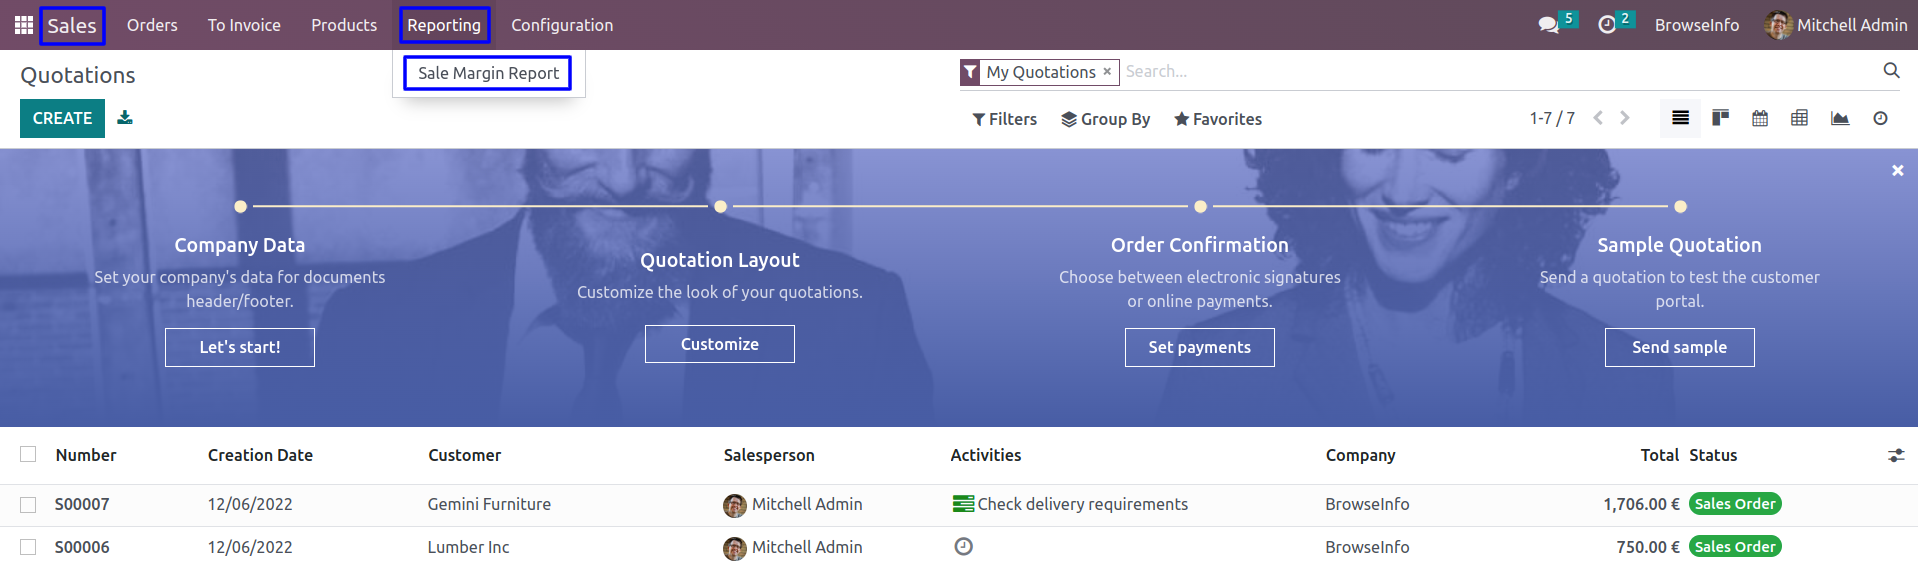 Sales Orders To Invoice Products Reporting Configuration 5 2 BrowseInfo Mitchell Admin
Sale Margin Report
Quotations
My Quotations × Search...
CREATE
Filters Group By Favorites 1-7 / 7
Company Data
Set your company's data for documents
header/footer.
Let's start!
Quotation Layout
Customize the look of your quotations.
Customize
Order Confirmation
Choose between electronic signatures
or online payments.
Set payments
Sample Quotation
Send a quotation to test the customer
portal.
Send sample
Number Creation Date Customer Salesperson Activities Company Total Status
S00007 12/06/2022 Gemini Furniture Mitchell Admin Check delivery requirements BrowseInfo 1,706.00 € Sales Order
S00006 12/06/2022 Lumber Inc Mitchell Admin BrowseInfo 750.00 € Sales Order